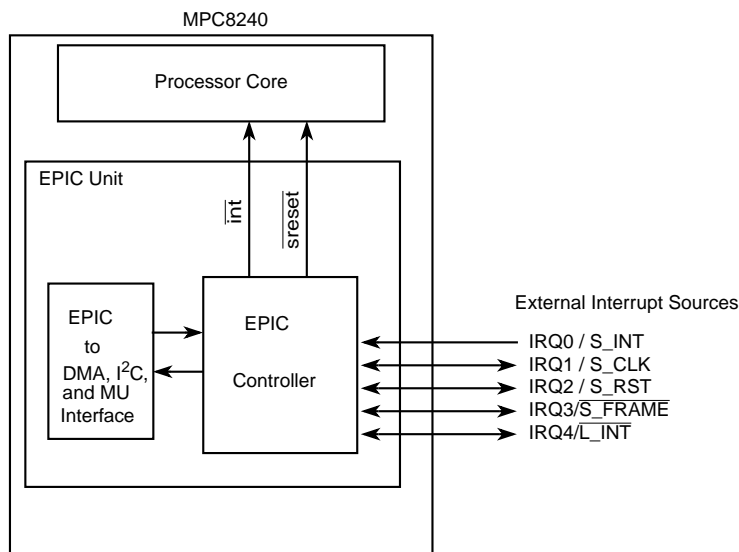 MPC8240
Processor Core
EPIC Unit
int
sreset
EPIC
to
DMA, I²C,
and MU
Interface
EPIC
Controller
External Interrupt Sources
IRQ0 / S_INT
IRQ1 / S_CLK
IRQ2 / S_RST
IRQ3/S_FRAME
IRQ4/L_INT